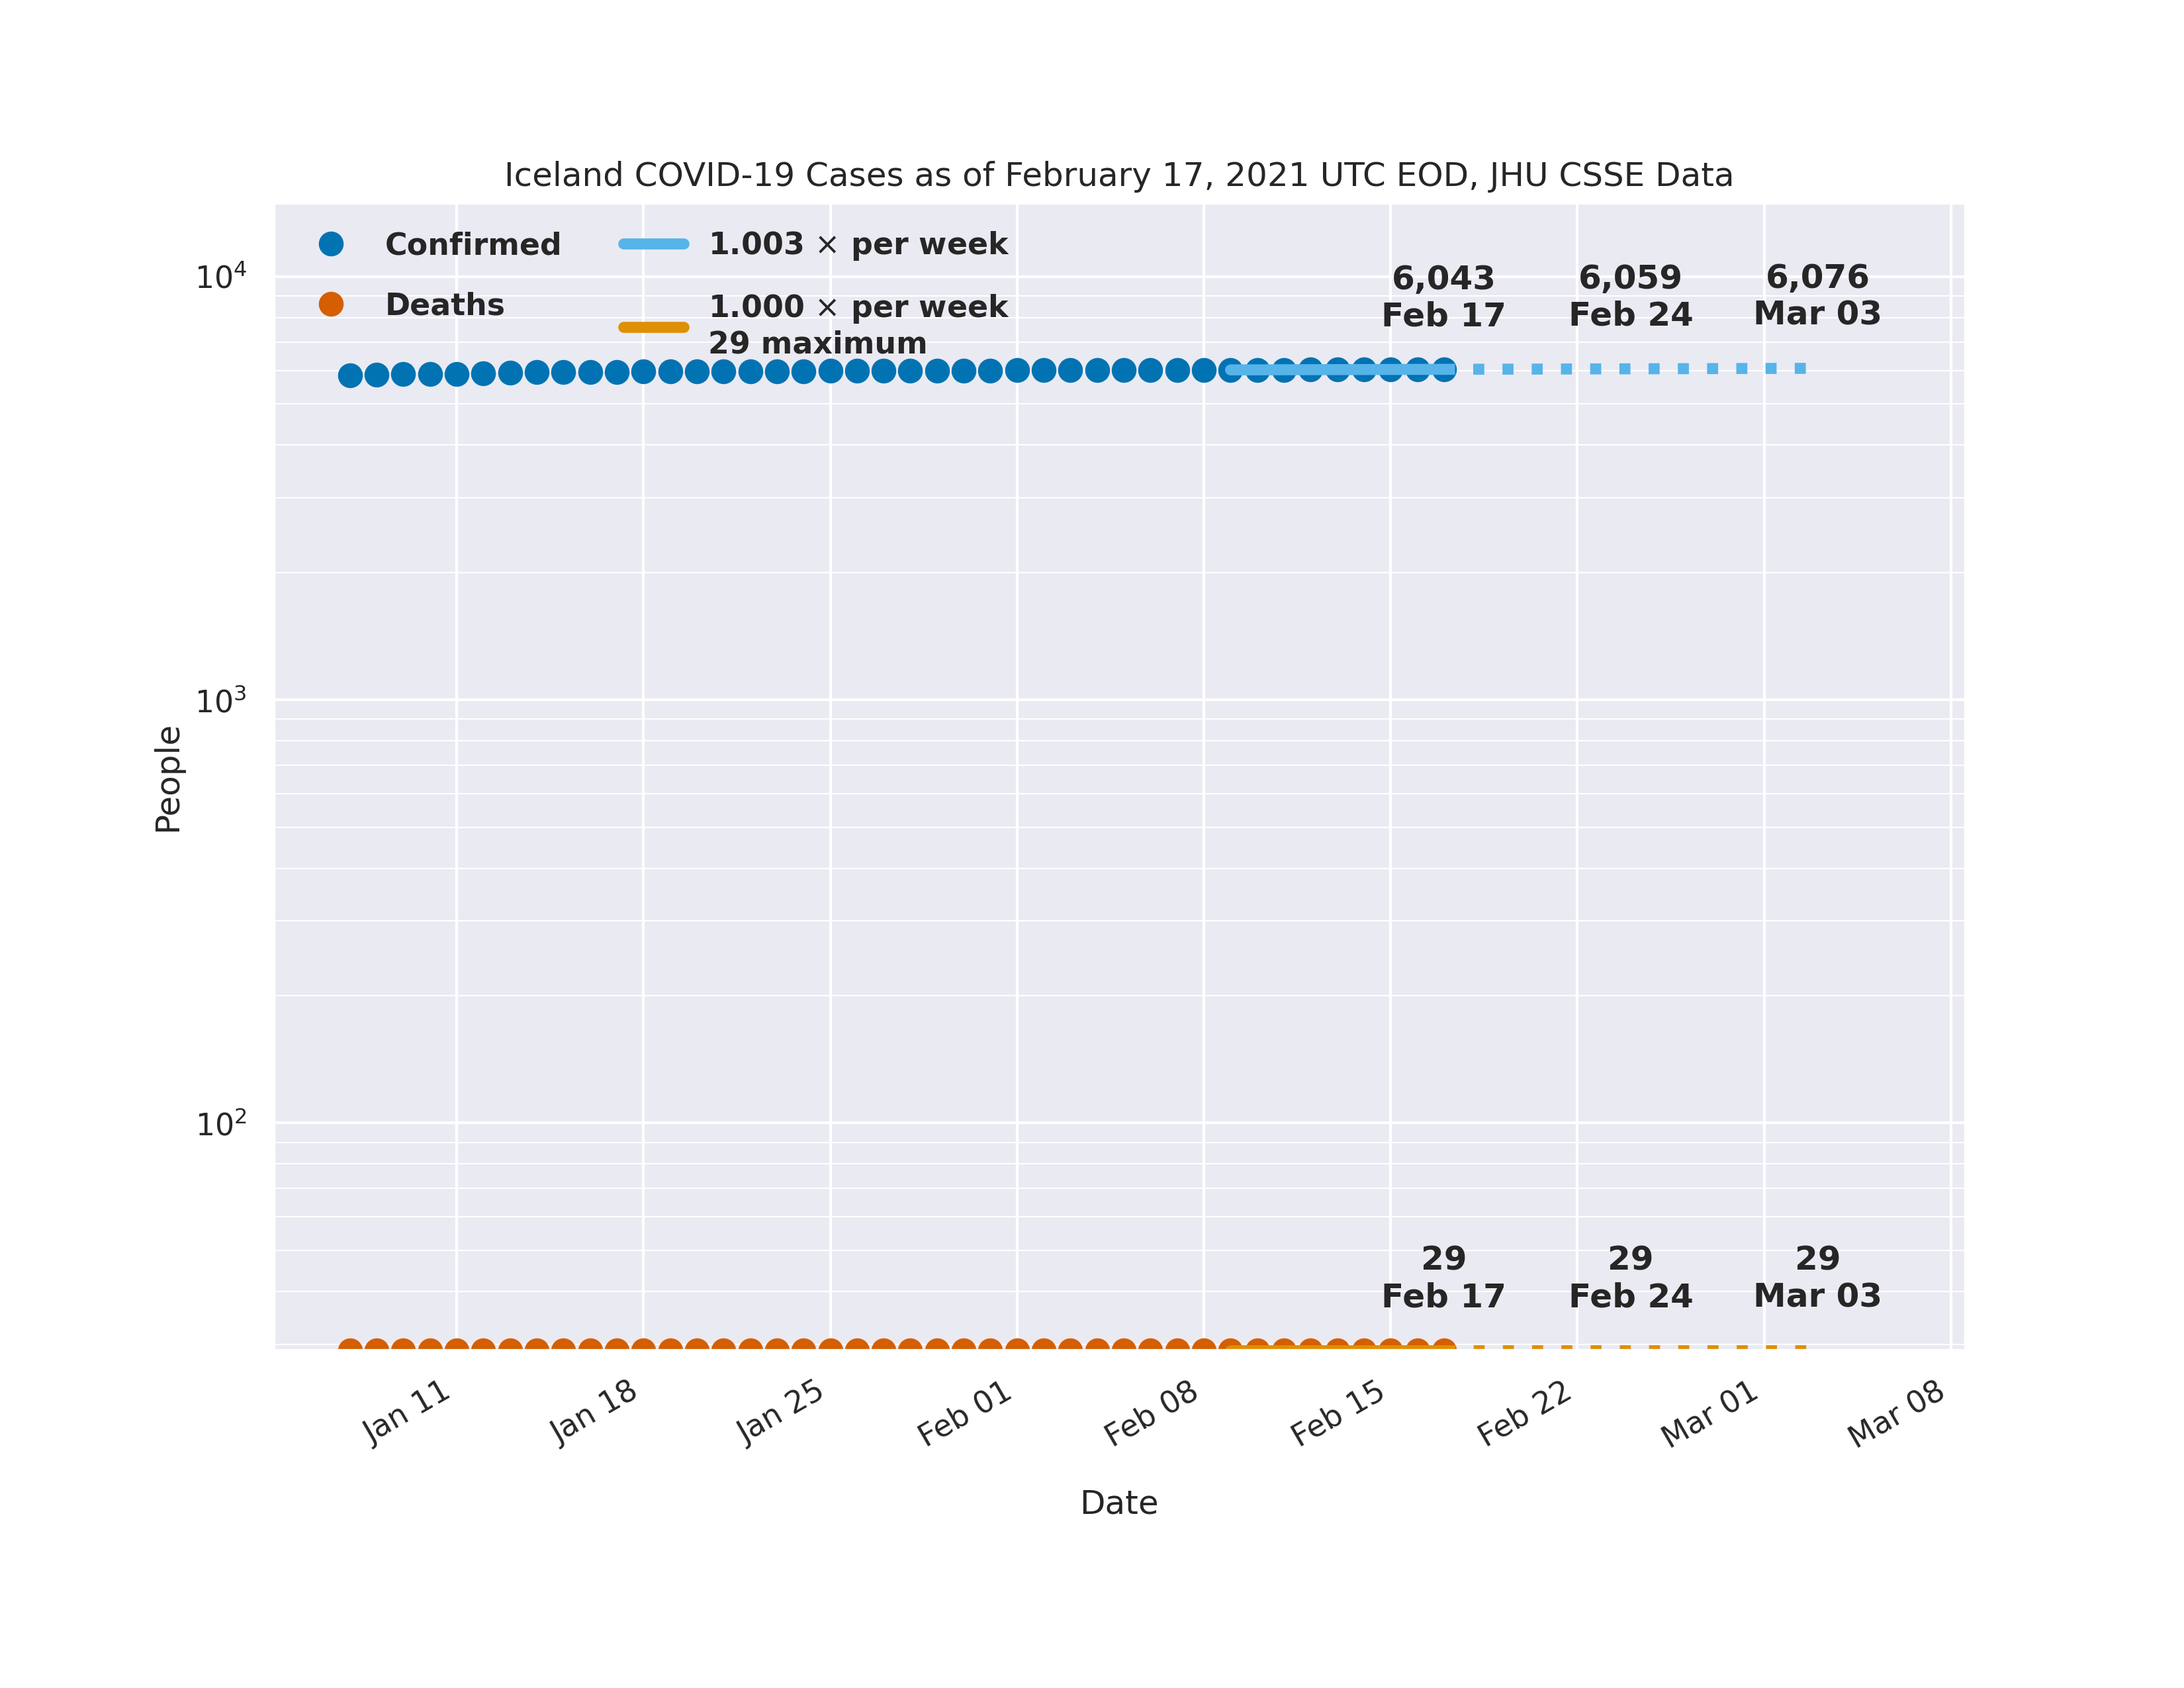 Iceland COVID-19 Cases as of February 17, 2021 UTC EOD, JHU CSSE Data
Confirmed
Deaths
1.003 × per week
1.000 × per week
29 maximum
6,043
Feb 17
6,059
Feb 24
6,076
Mar 03
10⁴
10³
10²
People
29
Feb 17
29
Feb 24
29
Mar 03
Jan 11
Jan 18
Jan 25
Feb 01
Feb 08
Feb 15
Feb 22
Mar 01
Mar 08
Date